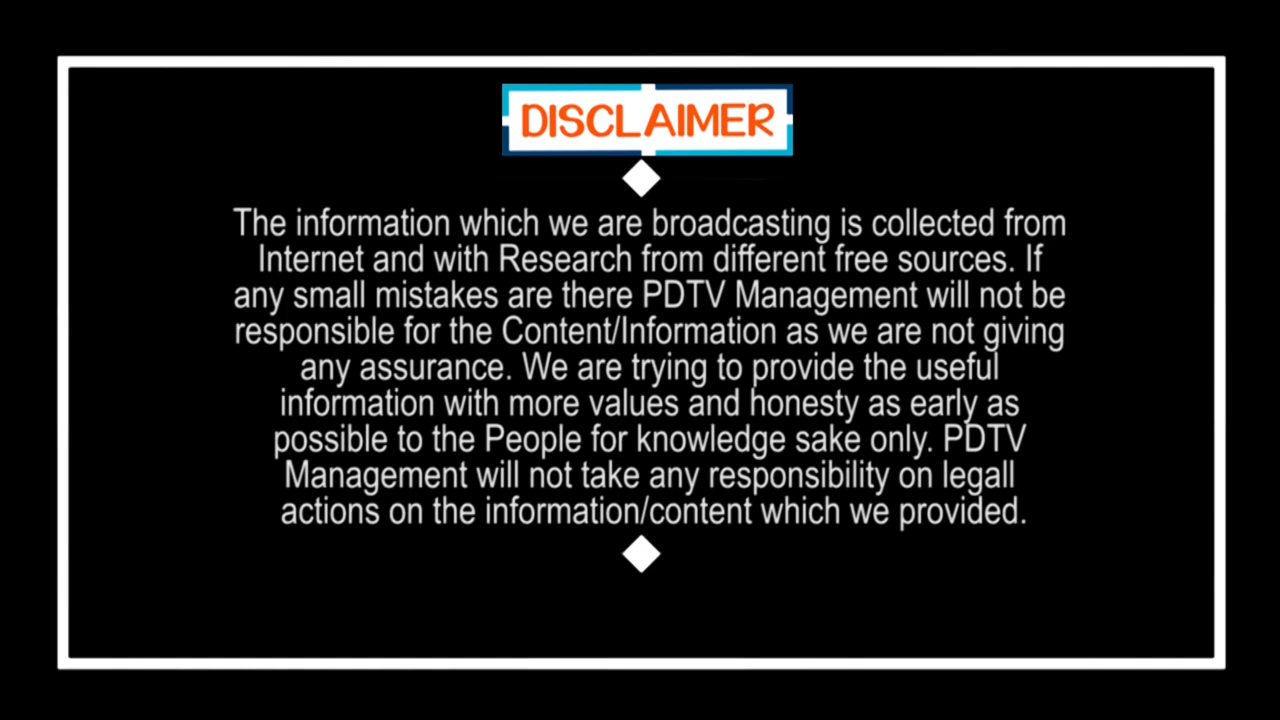 DISCLAIMER
The information which we are broadcasting is collected from
Internet and with Research from different free sources. If
any small mistakes are there PDTV Management will not be
responsible for the Content/Information as we are not giving
any assurance. We are trying to provide the useful
information with more values and honesty as early as
possible to the People for knowledge sake only. PDTV
Management will not take any responsibility on legall
actions on the information/content which we provided.